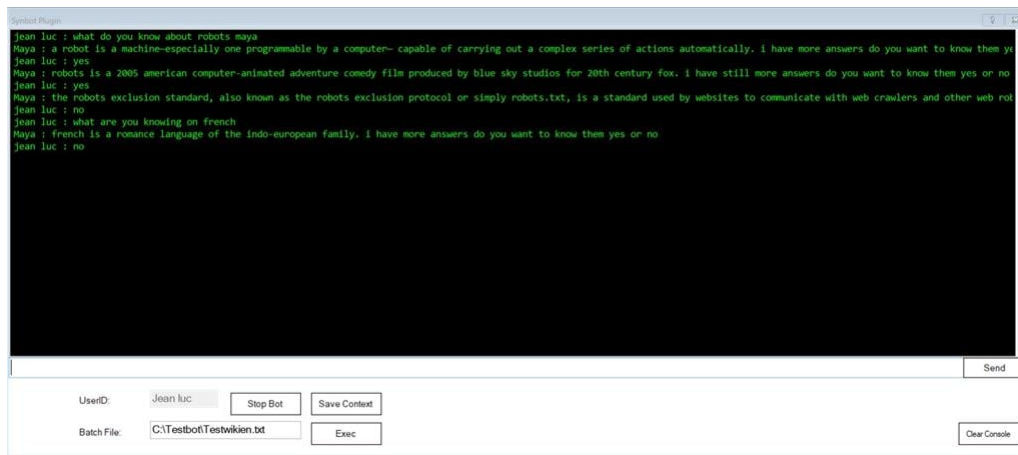 Synbot Plugin
jean luc : what do you know about robots maya
Maya : a robot is a machine—especially one programmable by a computer— capable of carrying out a complex series of actions automatically. i have more answers do you want to know them ye
jean luc : yes
Maya : robots is a 2005 american computer-animated adventure comedy film produced by blue sky studios for 20th century fox. i have still more answers do you want to know them yes or no
jean luc : yes
Maya : the robots exclusion standard, also known as the robots exclusion protocol or simply robots.txt, is a standard used by websites to communicate with web crawlers and other web rob
jean luc : no
jean luc : what are you knowing on french
Maya : french is a romance language of the indo-european family. i have more answers do you want to know them yes or no
jean luc : no
Send
UserID: Jean luc Stop Bot Save Context
Batch File: C:\Testbot\Testwikien.txt Exec Clear Console